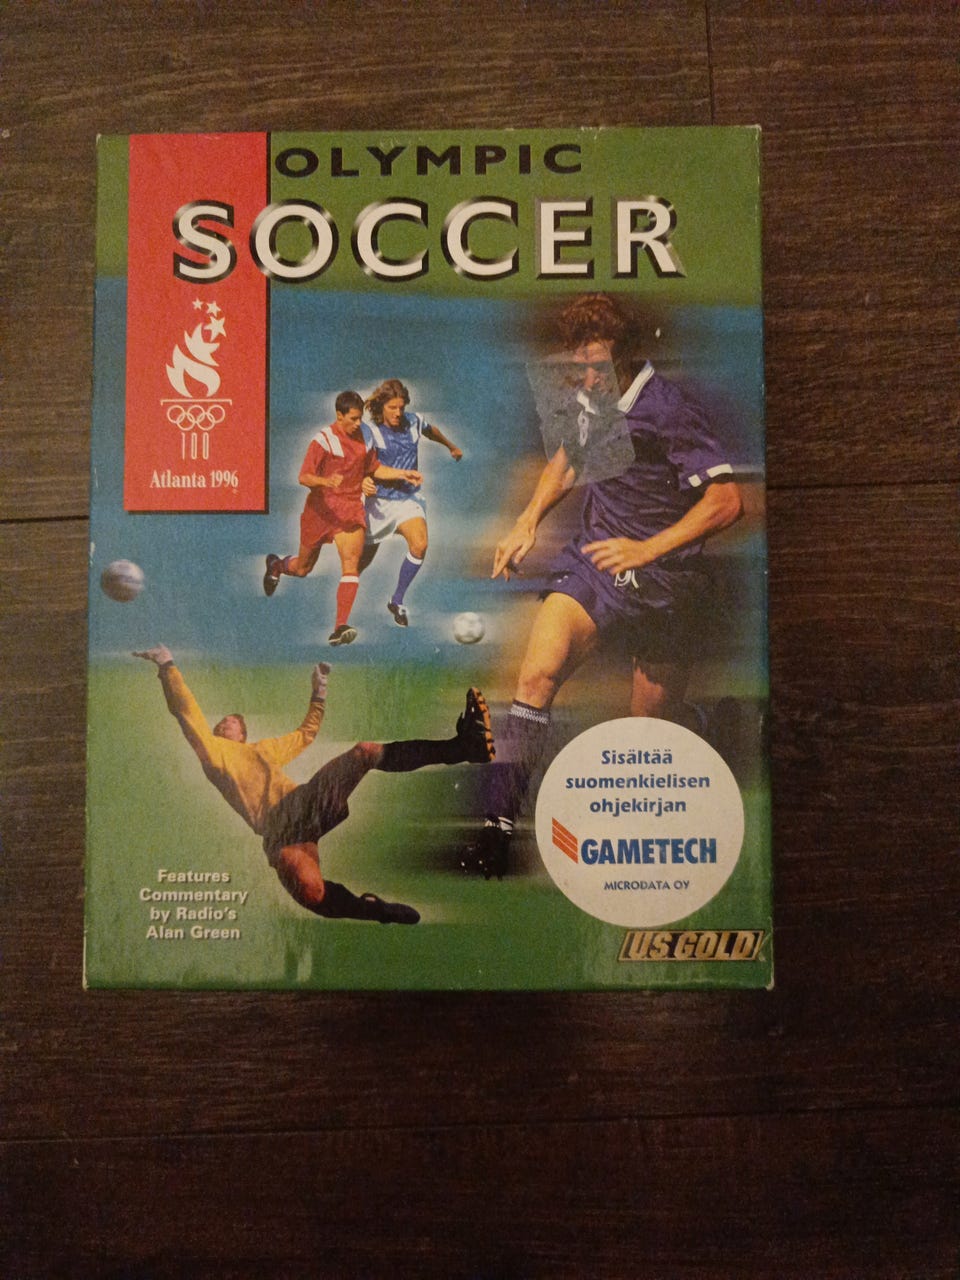 OLYMPIC
SOCCER
Atlanta 1996
Features
Commentary
by Radio's
Alan Green
Sisältää
suomenkielisen
ohjekirjan
GAMETECH
MICRODATA OY
US GOLD